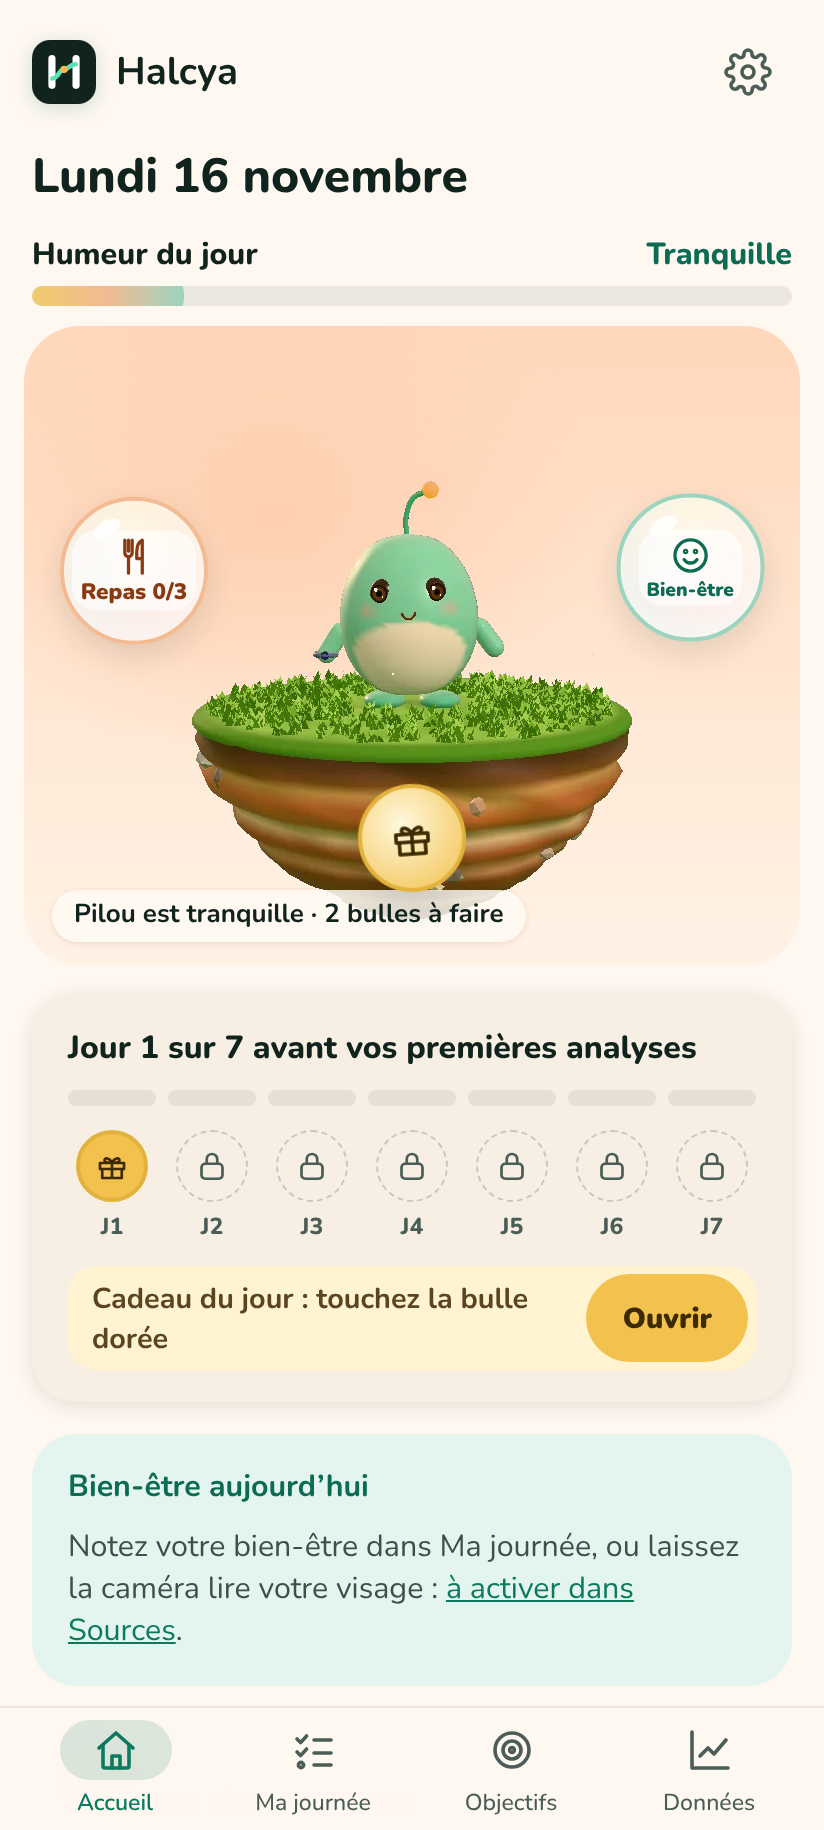 Halcya
Lundi 16 novembre
Humeur du jour
Tranquille
Repas 0/3
Bien-être
Pilou est tranquille · 2 bulles à faire
Jour 1 sur 7 avant vos premières analyses
J1
J2
J3
J4
J5
J6
J7
Cadeau du jour : touchez la bulle
dorée
Ouvrir
Bien-être aujourd’hui
Notez votre bien-être dans Ma journée, ou laissez
la caméra lire votre visage : à activer dans
Sources.
Accueil
Ma journée
Objectifs
Données